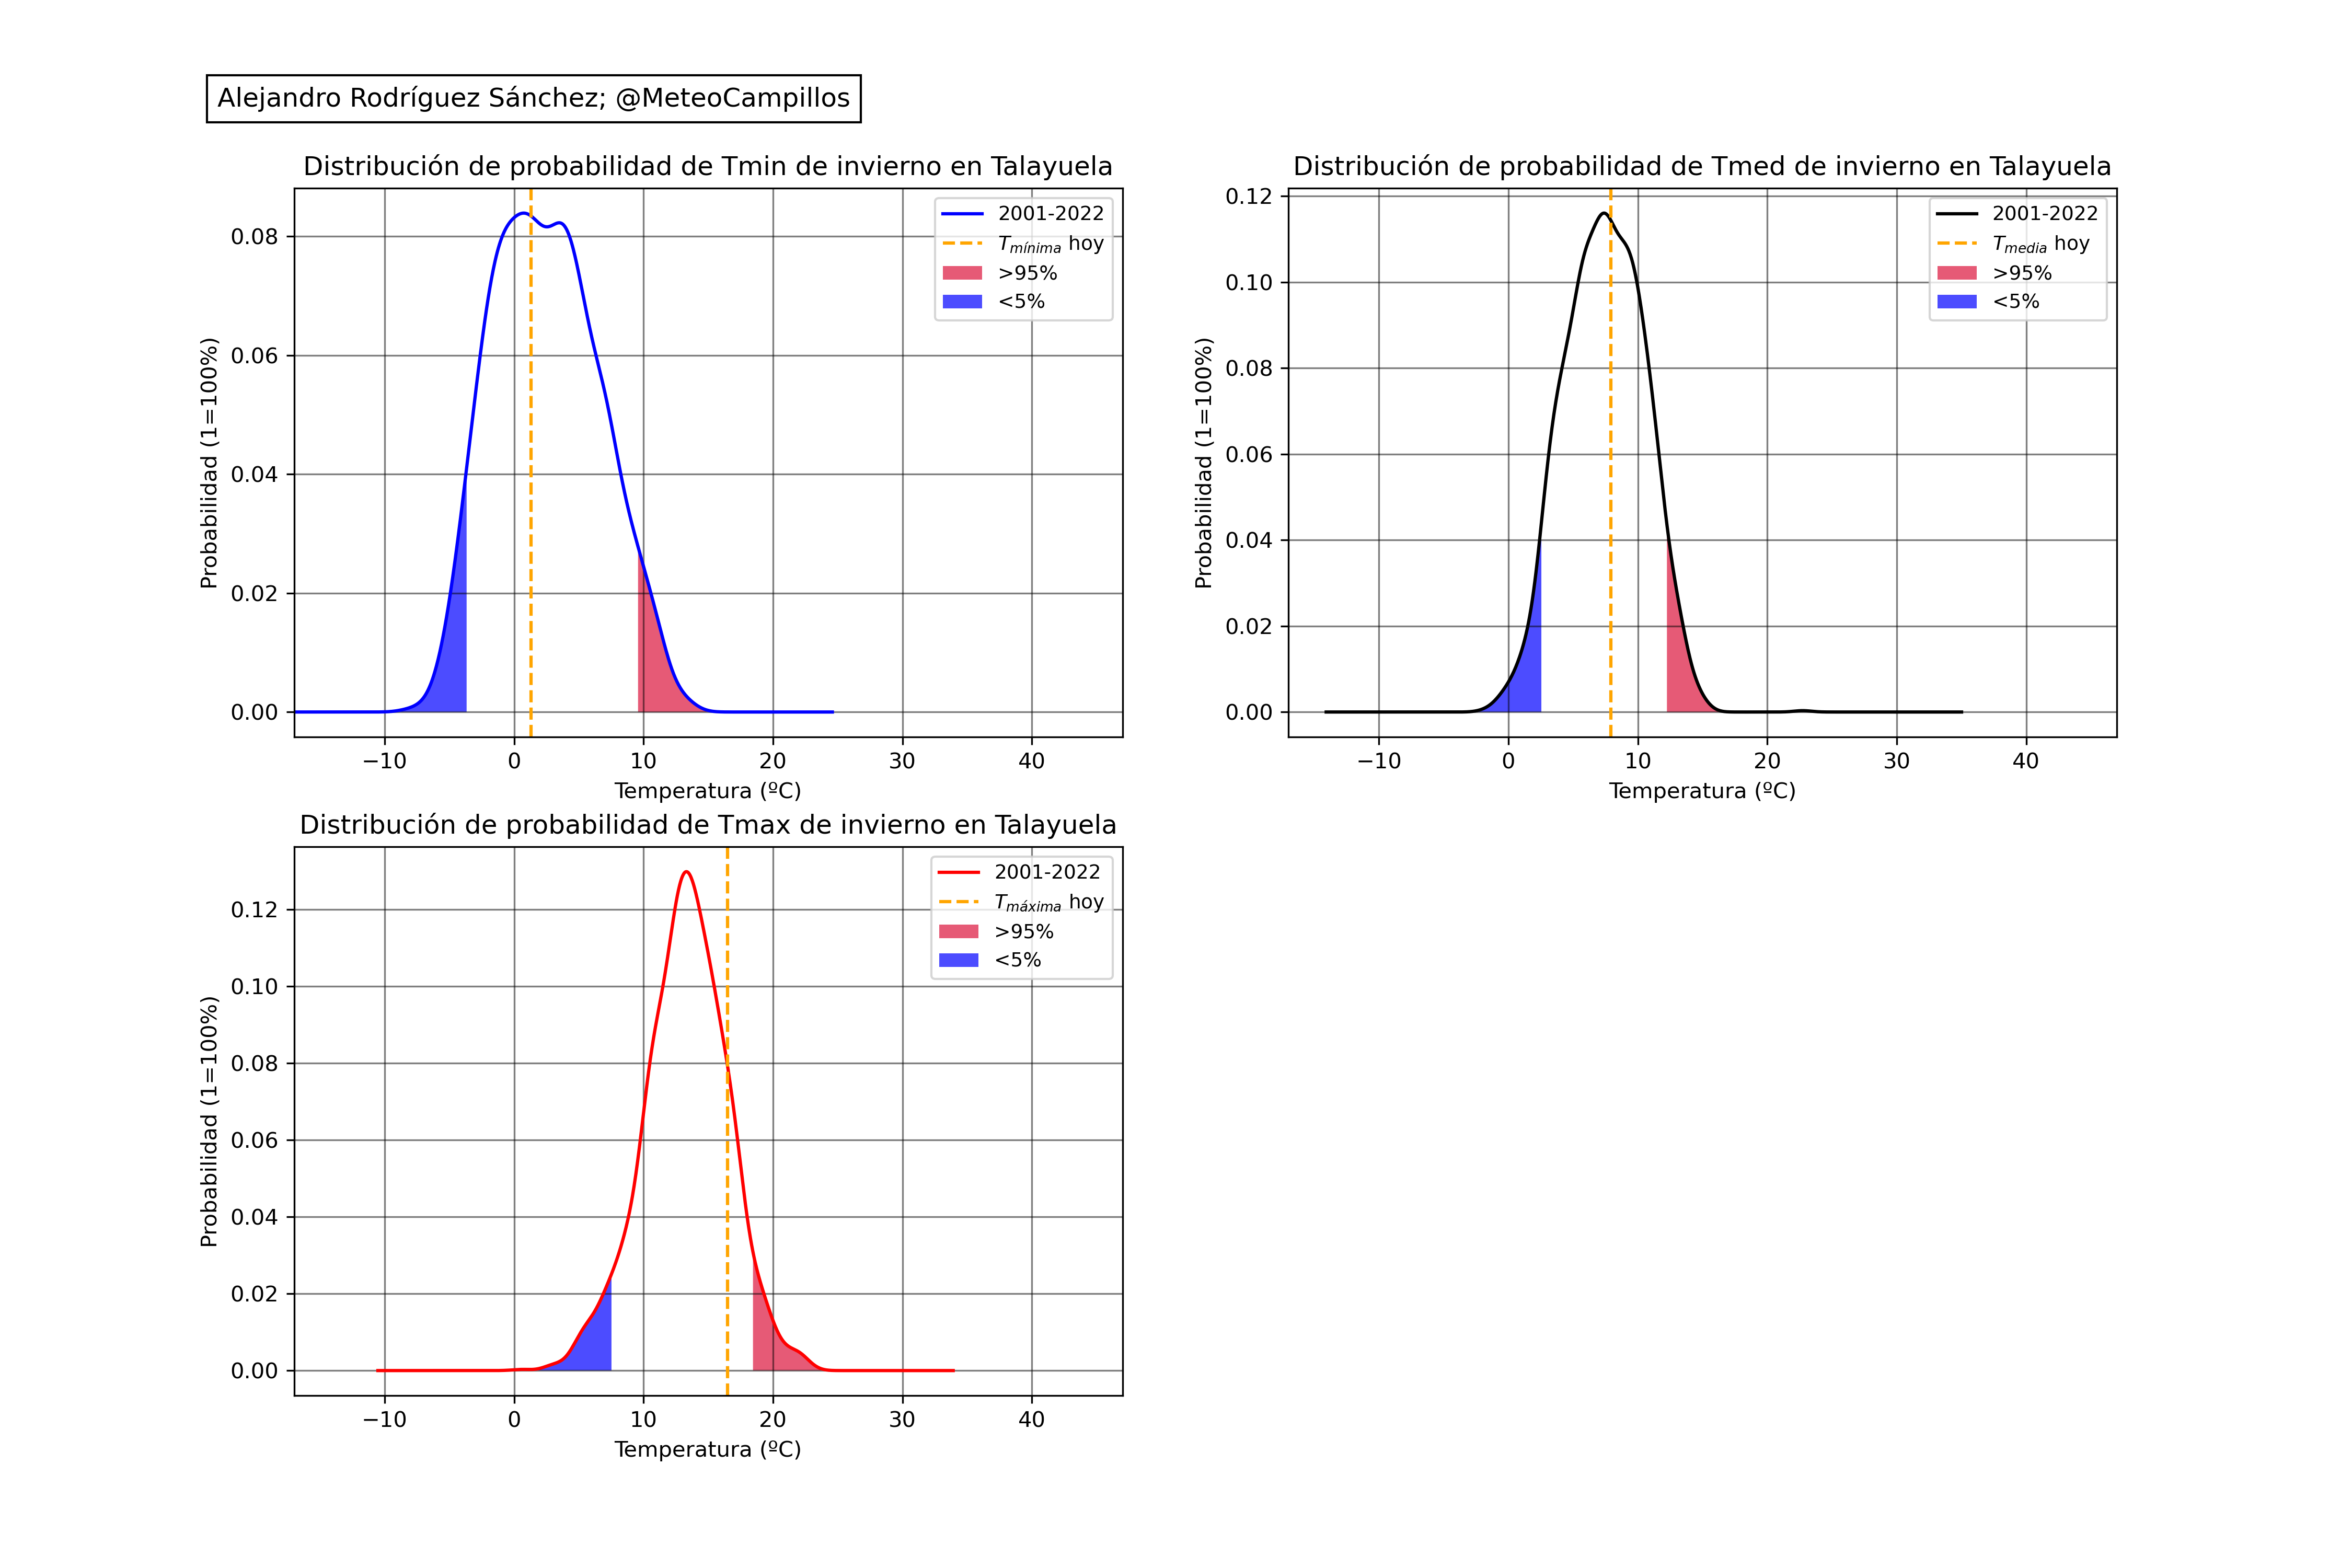 Alejandro Rodríguez Sánchez; @MeteoCampillos
Distribución de probabilidad de Tmin de invierno en Talayuela
2001-2022
Tmínima hoy
>95%
<5%
Probabilidad (1=100%)
0.08
0.06
0.04
0.02
0.00
−10 0 10 20 30 40
Temperatura (ºC)
Distribución de probabilidad de Tmed de invierno en Talayuela
2001-2022
Tmedia hoy
>95%
<5%
Probabilidad (1=100%)
0.12
0.10
0.08
0.06
0.04
0.02
0.00
−10 0 10 20 30 40
Temperatura (ºC)
Distribución de probabilidad de Tmax de invierno en Talayuela
2001-2022
Tmáxima hoy
>95%
<5%
Probabilidad (1=100%)
0.12
0.10
0.08
0.06
0.04
0.02
0.00
−10 0 10 20 30 40
Temperatura (ºC)